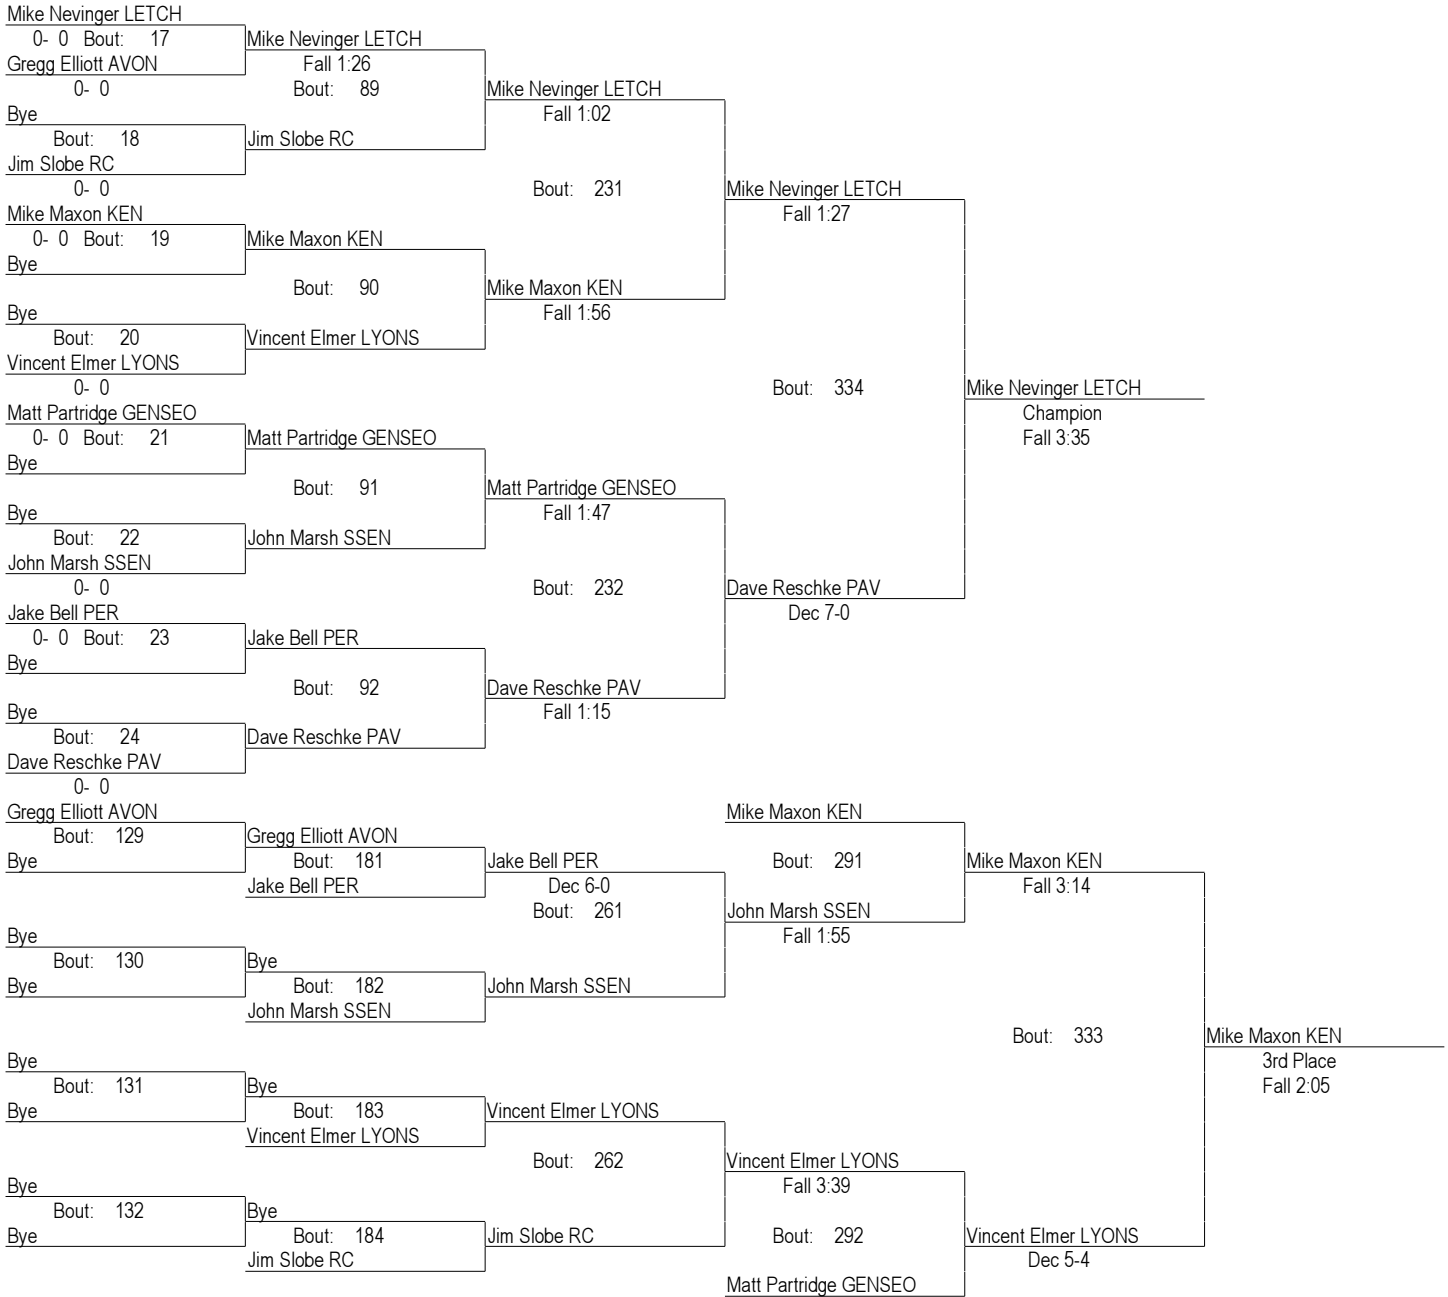 Mike Nevinger LETCH
0- 0 Bout: 17 Mike Nevinger LETCH
Gregg Elliott AVON Fall 1:26
0- 0 Bout: 89 Mike Nevinger LETCH
Bye Fall 1:02
Bout: 18 Jim Slobe RC
Jim Slobe RC
0- 0 Bout: 231 Mike Nevinger LETCH
Mike Maxon KEN Fall 1:27
0- 0 Bout: 19 Mike Maxon KEN
Bye
Bout: 90 Mike Maxon KEN
Bye Fall 1:56
Bout: 20 Vincent Elmer LYONS
Vincent Elmer LYONS
0- 0 Bout: 334 Mike Nevinger LETCH
Matt Partridge GENSEO Champion
0- 0 Bout: 21 Matt Partridge GENSEO Fall 3:35
Bye
Bout: 91 Matt Partridge GENSEO
Bye Fall 1:47
Bout: 22 John Marsh SSEN
John Marsh SSEN
0- 0 Bout: 232 Dave Reschke PAV
Jake Bell PER Dec 7-0
0- 0 Bout: 23 Jake Bell PER
Bye
Bout: 92 Dave Reschke PAV
Bye Fall 1:15
Bout: 24 Dave Reschke PAV
Dave Reschke PAV
0- 0
Gregg Elliott AVON Mike Maxon KEN
Bout: 129 Gregg Elliott AVON
Bye Bout: 181 Jake Bell PER Bout: 291 Mike Maxon KEN
Jake Bell PER Dec 6-0 Fall 3:14
Bout: 261 John Marsh SSEN
Bye Fall 1:55
Bout: 130 Bye
Bye Bout: 182 John Marsh SSEN
John Marsh SSEN
Bout: 333 Mike Maxon KEN
Bye 3rd Place
Bout: 131 Bye Fall 2:05
Bye Bout: 183 Vincent Elmer LYONS
Vincent Elmer LYONS
Bout: 262 Vincent Elmer LYONS
Bye Fall 3:39
Bout: 132 Bye
Bye Bout: 184 Jim Slobe RC Bout: 292 Vincent Elmer LYONS
Jim Slobe RC Dec 5-4
Matt Partridge GENSEO